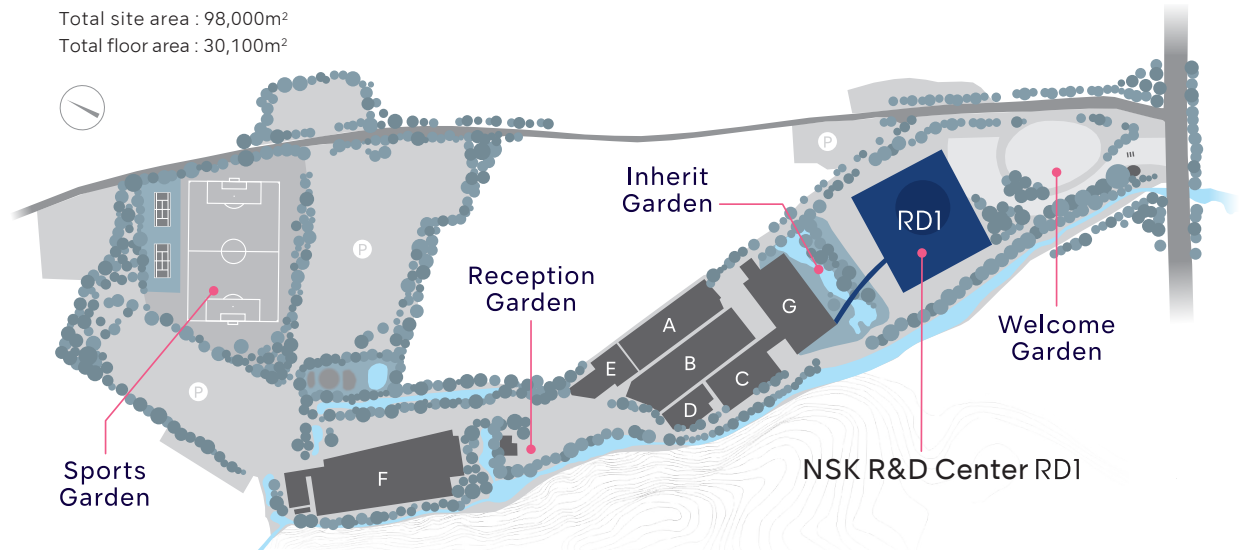 Total site area : 98,000m²
Total floor area : 30,100m²
P
Inherit
Garden
RD1
P
Reception
Garden
A
G
Welcome
Garden
E
B
C
D
P
Sports
Garden
F
NSK R&D Center RD1